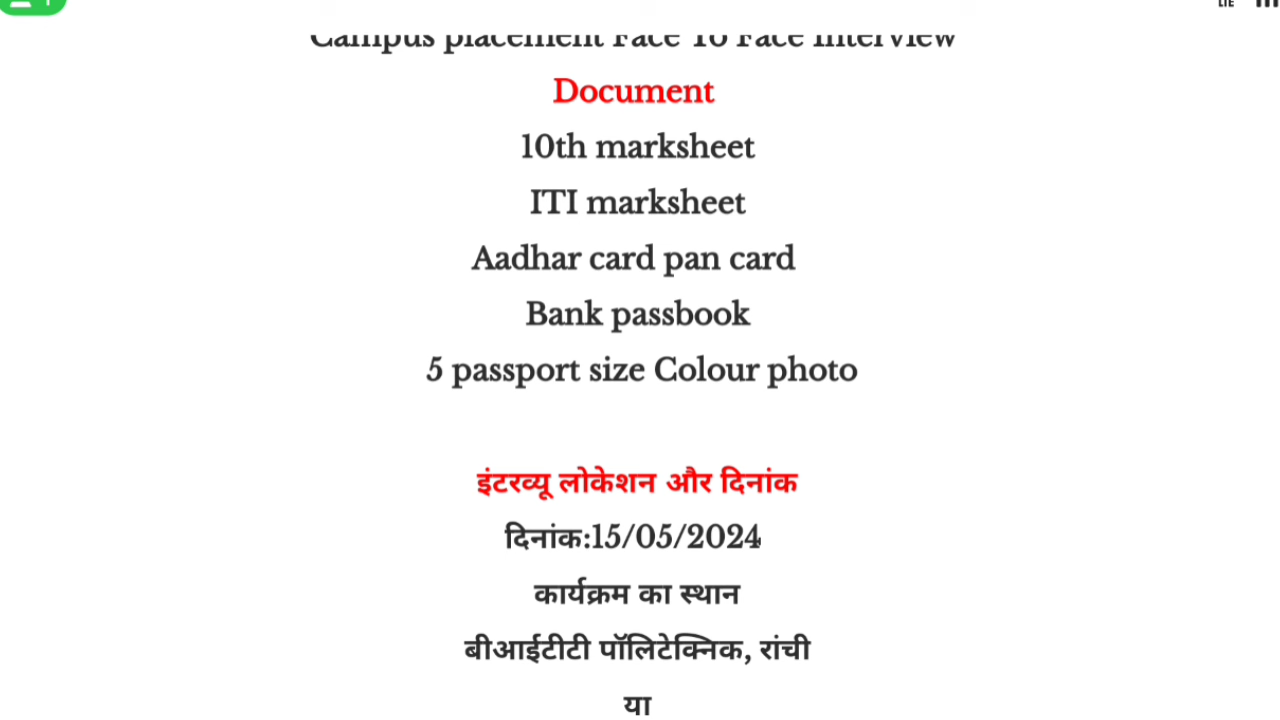 LTE
Campus placement Face To Face Interview
Document
10th marksheet
ITI marksheet
Aadhar card pan card
Bank passbook
5 passport size Colour photo
इंटरव्यू लोकेशन और दिनांक
दिनांक:15/05/2024
कार्यक्रम का स्थान
बीआईटीटी पॉलिटेक्निक, रांची
या